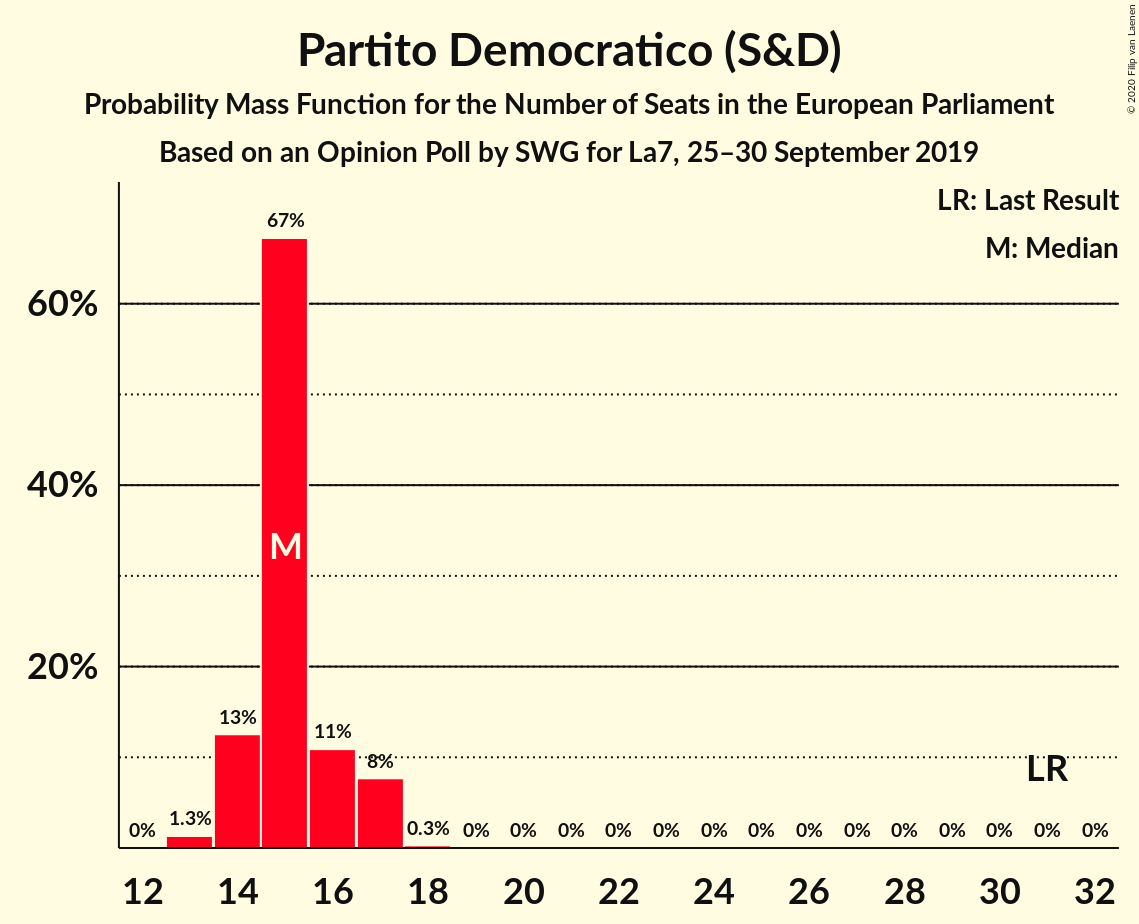 Partito Democratico (S&D)
Probability Mass Function for the Number of Seats in the European Parliament
Based on an Opinion Poll by SWG for La7, 25–30 September 2019
© 2020 Filip van Laenen
LR: Last Result
M: Median
67%
60%
40%
M
20%
13%
11%
8%
LR
0%
1.3%
0.3%
0% 0% 0% 0% 0% 0% 0% 0% 0% 0% 0% 0% 0% 0%
12 14 16 18 20 22 24 26 28 30 32